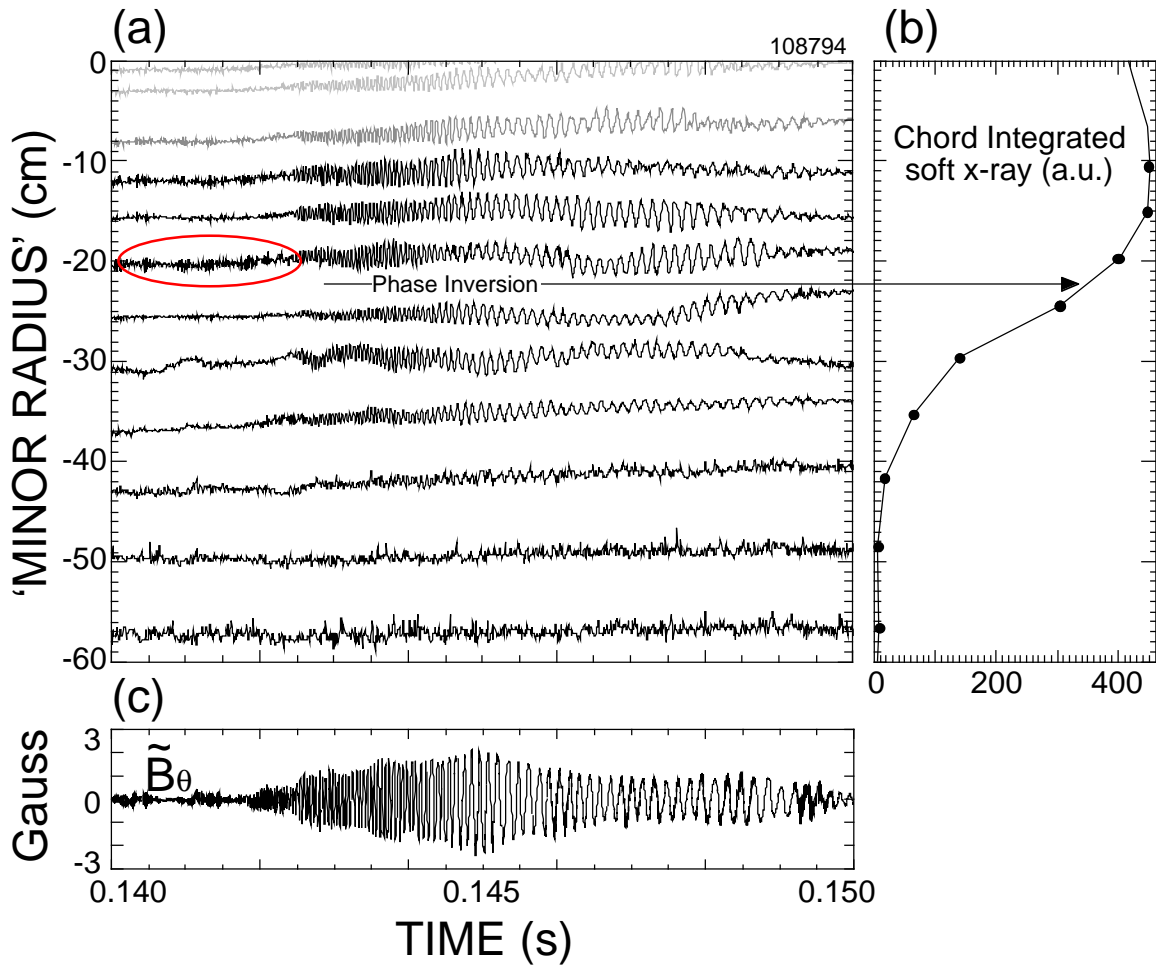 (a)
(b)
108794
0
-10
-20
-30
-40
-50
-60
‘MINOR RADIUS’ (cm)
Phase Inversion
Chord Integrated
soft x-ray (a.u.)
0
200
400
(c)
3
0
-3
Gauss
B̃θ
0.140
0.145
0.150
TIME (s)